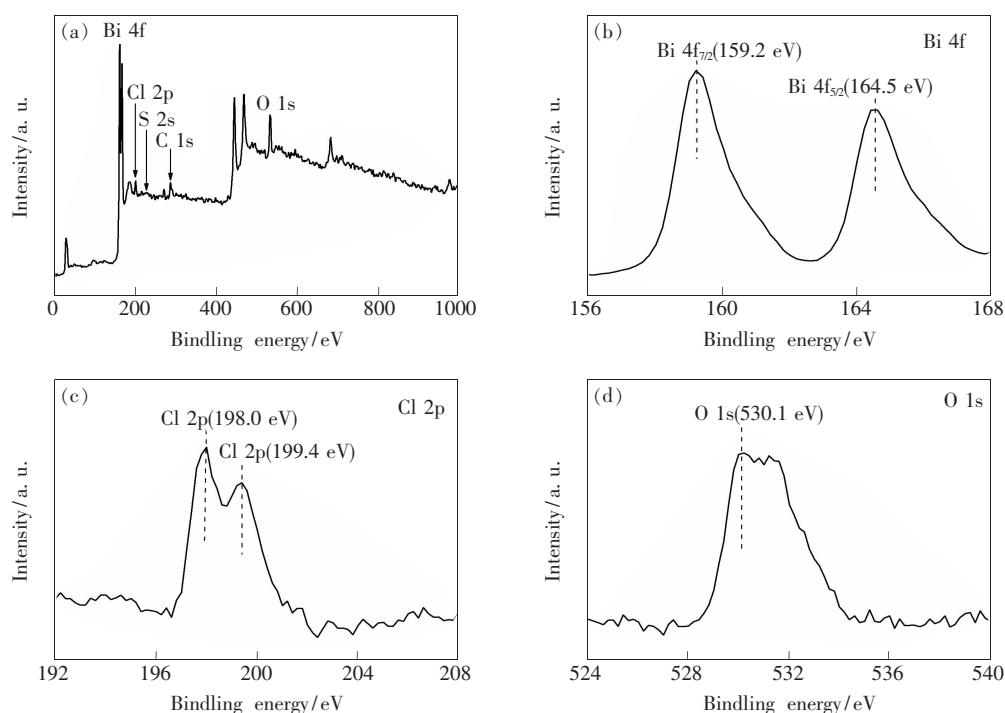 (a)
Bi 4f
Cl 2p
S 2s
C 1s
O 1s
Intensity/a. u.
0 200 400 600 800 1000
Bindling energy/eV
(b)
Bi 4f
Bi 4f7/2(159.2 eV)
Bi 4f5/2(164.5 eV)
Intensity/a. u.
156 160 164 168
Bindling energy/eV
(c)
Cl 2p
Cl 2p(198.0 eV)
Cl 2p(199.4 eV)
Intensity/a. u.
192 196 200 204 208
Bindling energy/eV
(d)
O 1s
O 1s(530.1 eV)
Intensity/a. u.
524 528 532 536 540
Bindling energy/eV